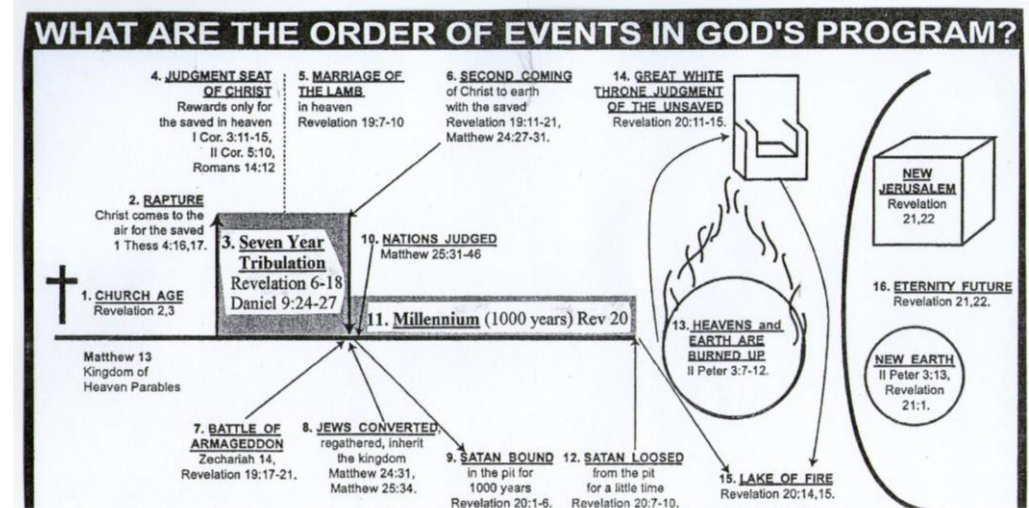 WHAT ARE THE ORDER OF EVENTS IN GOD'S PROGRAM?
4. JUDGMENT SEAT
OF CHRIST
Rewards only for
the saved in heaven
I Cor. 3:11-15,
II Cor. 5:10,
Romans 14:12
5. MARRIAGE OF
THE LAMB
in heaven
Revelation 19:7-10
6. SECOND COMING
of Christ to earth
with the saved
Revelation 19:11-21,
Matthew 24:27-31.
14. GREAT WHITE
THRONE JUDGMENT
OF THE UNSAVED
Revelation 20:11-15.
2. RAPTURE
Christ comes to the
air for the saved
1 Thess 4:16,17.
3. Seven Year
Tribulation
Revelation 6-18
Daniel 9:24-27
10. NATIONS JUDGED
Matthew 25:31-46
NEW
JERUSALEM
Revelation
21,22
1. CHURCH AGE
Revelation 2,3
11. Millennium (1000 years) Rev 20
13. HEAVENS and
EARTH ARE
BURNED UP
II Peter 3:7-12.
16. ETERNITY FUTURE
Revelation 21,22.
Matthew 13
Kingdom of
Heaven Parables
NEW EARTH
II Peter 3:13,
Revelation
21:1.
7. BATTLE OF
ARMAGEDDON
Zechariah 14,
Revelation 19:17-21.
8. JEWS CONVERTED,
regathered, inherit
the kingdom
Matthew 24:31,
Matthew 25:34.
9. SATAN BOUND
in the pit for
1000 years
Revelation 20:1-6.
12. SATAN LOOSED
from the pit
for a little time
Revelation 20:7-10.
15. LAKE OF FIRE
Revelation 20:14,15.